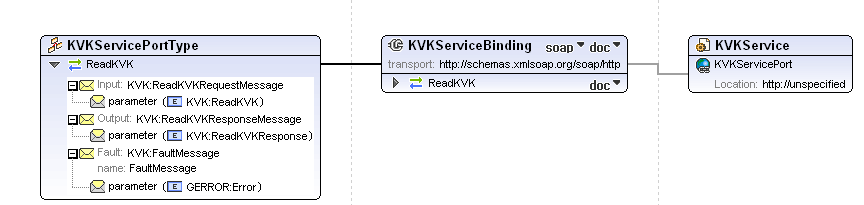 KVKServicePortType
ReadKVK
Input: KVK:ReadKVKRequestMessage
parameter (E KVK:ReadKVK)
Output: KVK:ReadKVKResponseMessage
parameter (E KVK:ReadKVKResponse)
Fault: KVK:FaultMessage
name: FaultMessage
parameter (E GERROR:Error)
KVKServiceBinding soap doc
transport: http://schemas.xmlsoap.org/soap/http
ReadKVK doc
KVKService
KVKServicePort
Location: http://unspecified